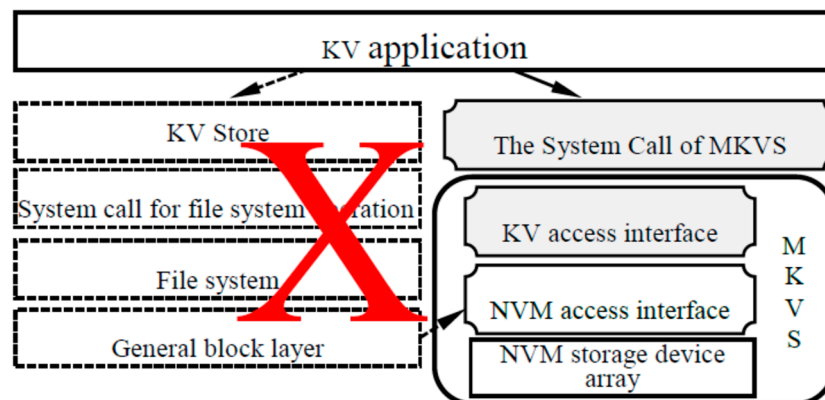 KV application
KV Store
System call for file system eration
File system
General block layer
X
The System Call of MKVS
KV access interface
NVM access interface
NVM storage device
array
M
K
V
S